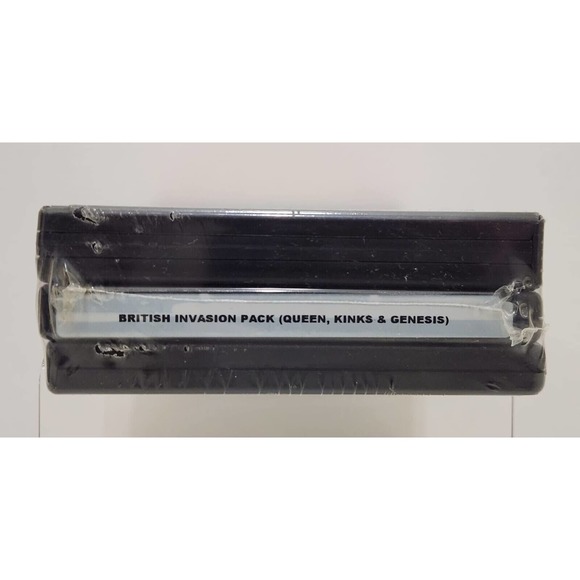 BRITISH INVASION PACK (QUEEN, KINKS & GENESIS)